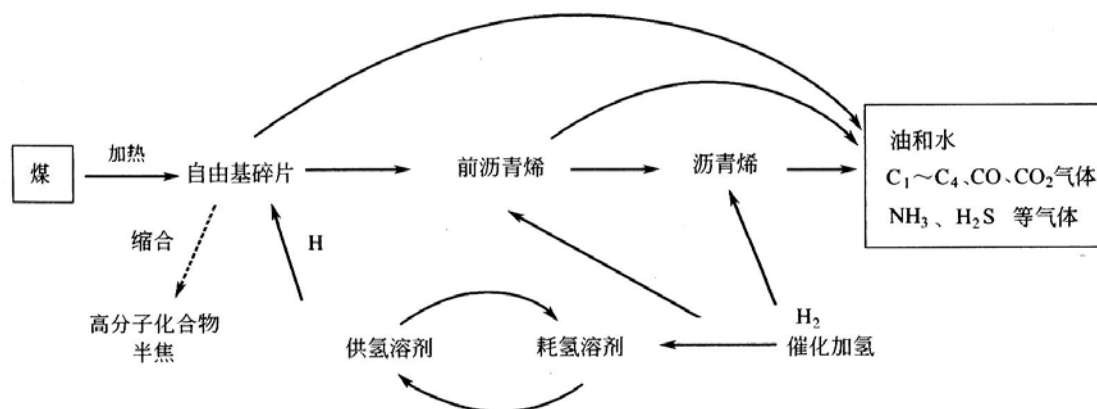 煤
加热
自由基碎片
前沥青烯
沥青烯
油和水
C₁～C₄、CO、CO₂气体
NH₃、H₂S 等气体
缩合
H
高分子化合物
半焦
供氢溶剂
耗氢溶剂
H₂
催化加氢